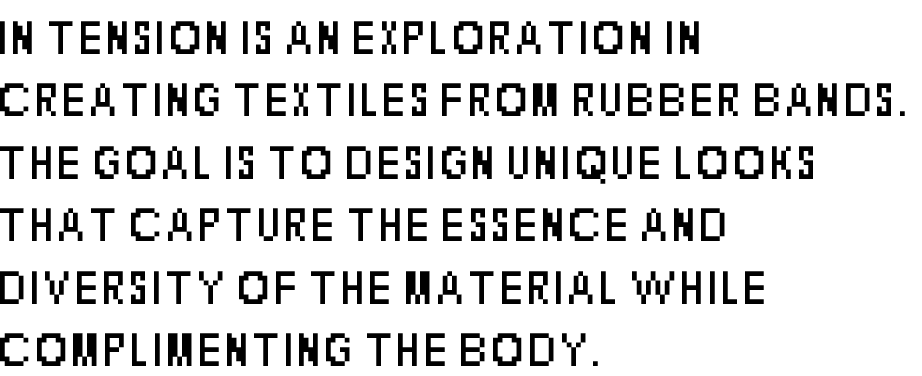 IN TENSION IS AN EXPLORATION IN
CREATING TEXTILES FROM RUBBER BANDS.
THE GOAL IS TO DESIGN UNIQUE LOOKS
THAT CAPTURE THE ESSENCE AND
DIVERSITY OF THE MATERIAL WHILE
COMPLIMENTING THE BODY.